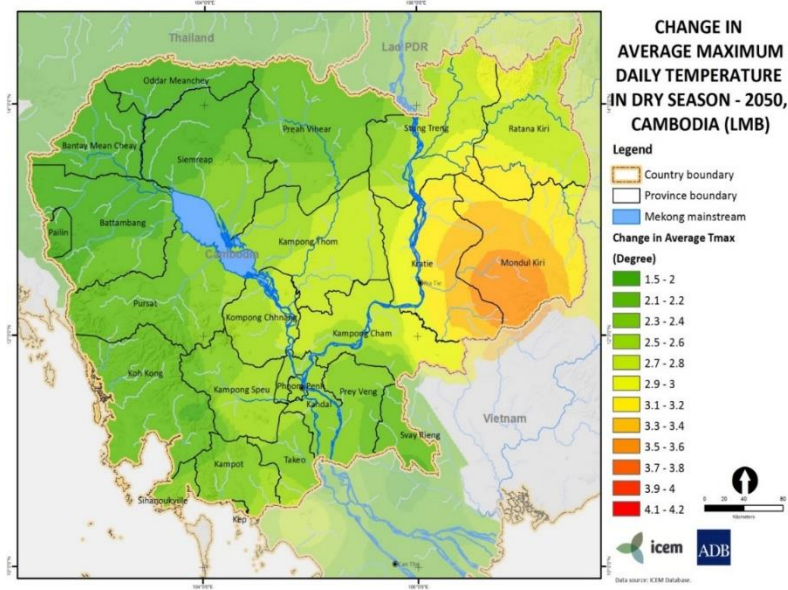 CHANGE IN
AVERAGE MAXIMUM
DAILY TEMPERATURE
IN DRY SEASON - 2050,
CAMBODIA (LMB)
Legend
Country boundary
Province boundary
Mekong mainstream
Change in Average Tmax
(Degree)
1.5 - 2
2.1 - 2.2
2.3 - 2.4
2.5 - 2.6
2.7 - 2.8
2.9 - 3
3.1 - 3.2
3.3 - 3.4
3.5 - 3.6
3.7 - 3.8
3.9 - 4
4.1 - 4.2
0 20 40 80
Kilometers
icem
ADB
Data source: ICEM Database.
Thailand
Lao PDR
Oddar Meanchey
Stung Treng
Ratana Kiri
Preah Vihear
Bantay Mean Cheay
Siemreap
Battambang
Pailin
Cambodia
Kampong Thom
Kratie
Mondul Kiri
Pursat
Kompong Chhnang
Kampong Cham
Koh Kong
Kampong Speu
Phnom Penh
Prey Veng
Kandal
Vietnam
Svay Rieng
Takeo
Kampot
Sihanoukville
Kep